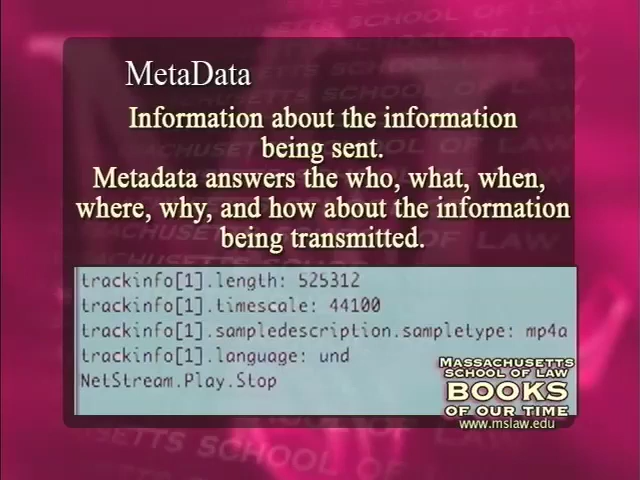 MetaData
Information about the information
being sent.
Metadata answers the who, what, when,
where, why, and how about the information
being transmitted.
trackinfo[1].length: 525312
trackinfo[1].timescale: 44100
trackinfo[1].sampledescription.sampletype: mp4a
trackinfo[1].language: und
NetStream.Play.Stop
MASSACHUSETTS
SCHOOL OF LAW
BOOKS
OF OUR TIME
www.mslaw.edu